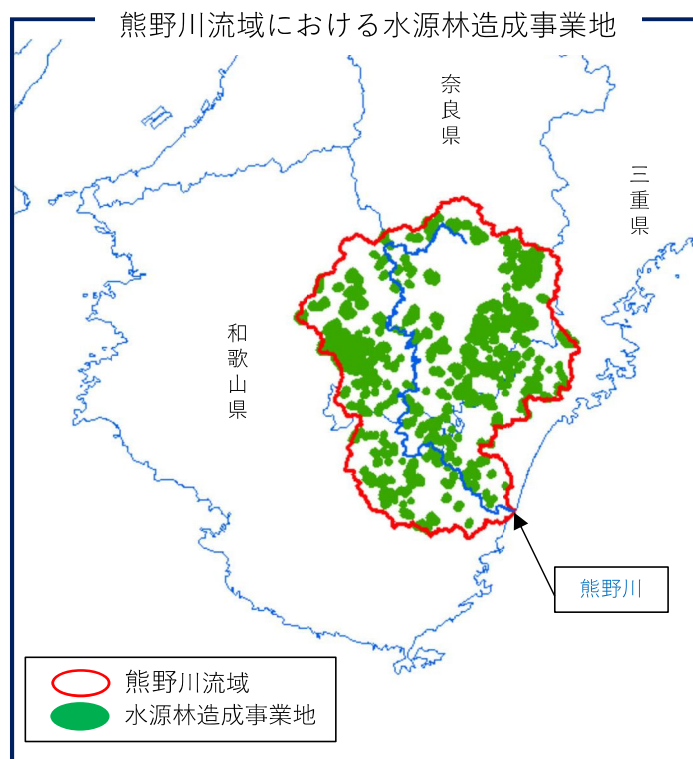 熊野川流域における水源林造成事業地
奈良県
三重県
和歌山県
熊野川
熊野川流域
水源林造成事業地